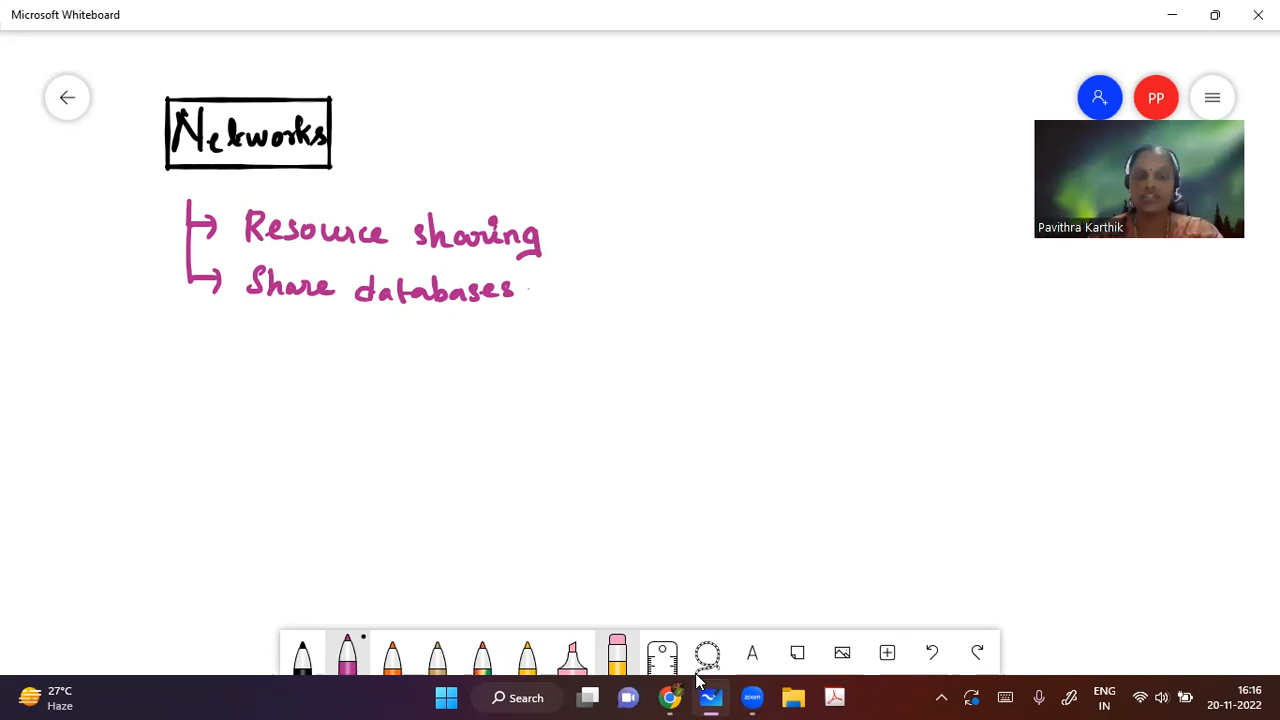 Microsoft Whiteboard
Networks
PP
Resource sharing
Pavithra Karthik
Share databases
A
27°C
Haze
Search
zoom
ENG
IN
16:16
20-11-2022